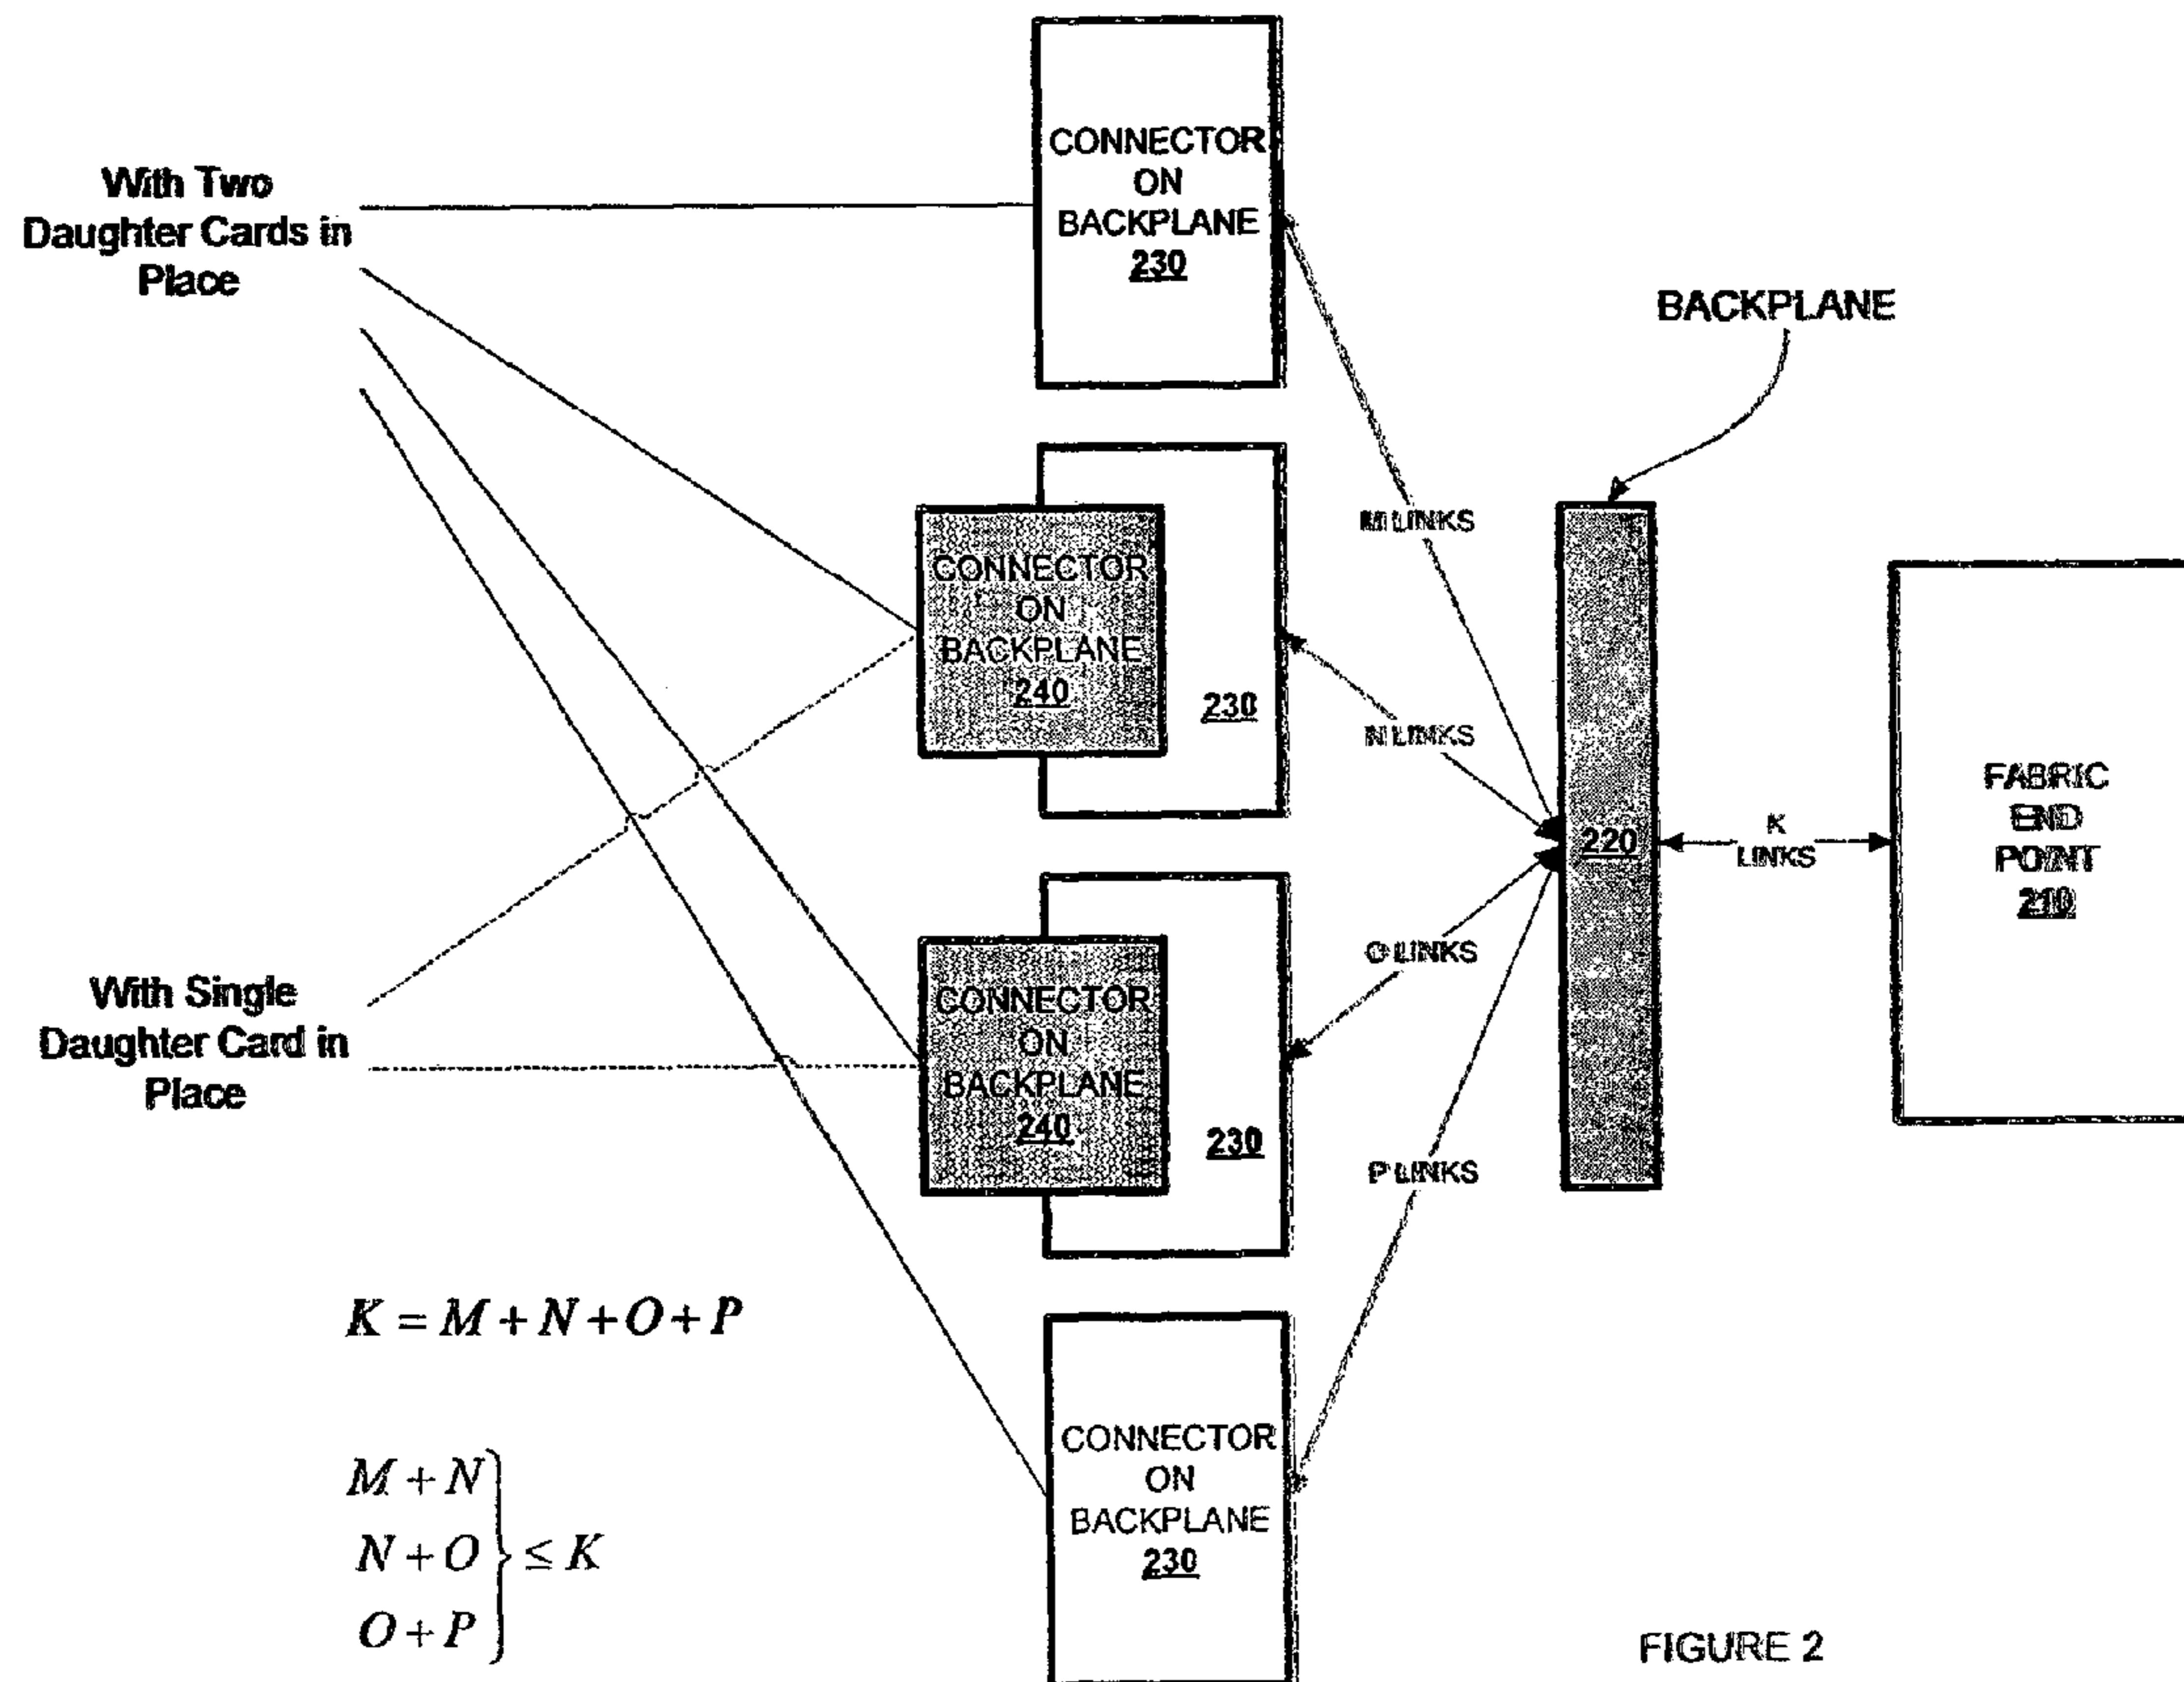 With Two
Daughter Cards in
Place
CONNECTOR
ON
BACKPLANE
230
BACKPLANE
M LINKS
CONNECTOR
ON
BACKPLANE
240
230
N LINKS
220
K
LINKS
FABRIC
END
POINT
210
With Single
Daughter Card in
Place
CONNECTOR
ON
BACKPLANE
240
230
O LINKS
P LINKS
K = M + N + O + P
M + N
N + O
O + P
≤ K
CONNECTOR
ON
BACKPLANE
230
FIGURE 2